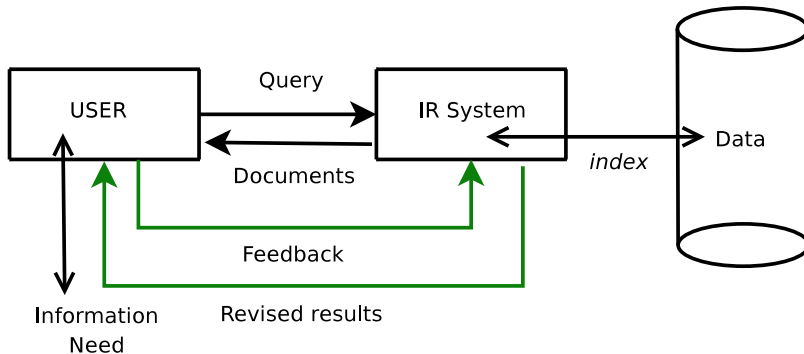 Query
USER
IR System
Data
Documents
index
Feedback
Revised results
Information
Need